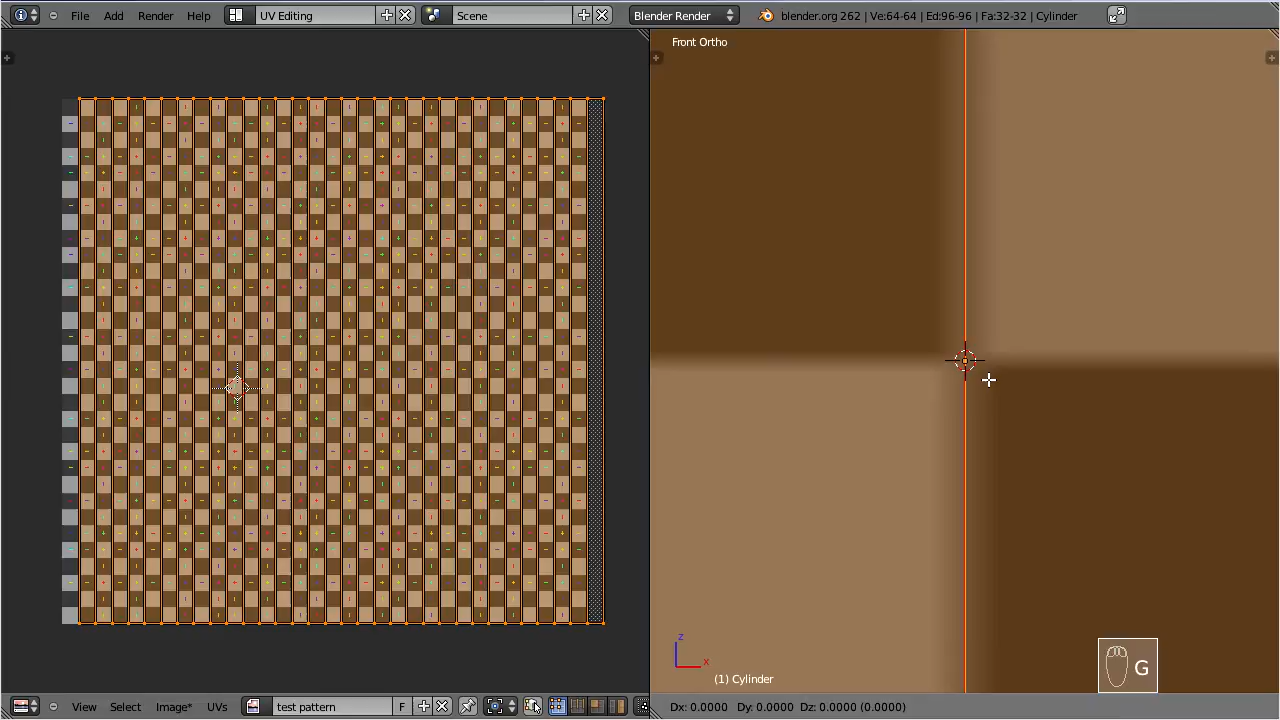 File Add Render Help UV Editing Scene Blender Render blender.org 262 | Ve:64-64 | Ed:96-96 | Fa:32-32 | Cylinder
Front Ortho
z
x
(1) Cylinder
G
View Select Image* UVs test pattern F Dx: 0.0000 Dy: 0.0000 Dz: 0.0000 (0.0000)